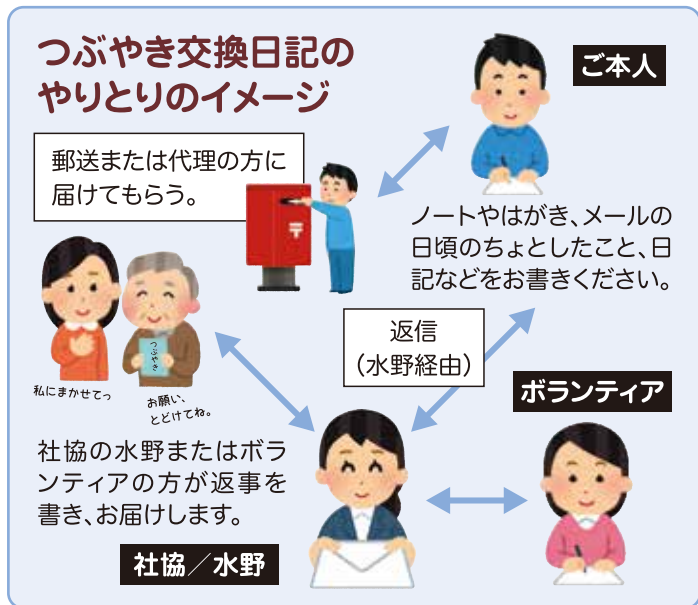 つぶやき交換日記の
やりとりのイメージ
ご本人
郵送または代理の方に
届けてもらう。
ノートやはがき、メールの
日頃のちょとしたこと、日
記などをお書きください。
つぶやき
私にまかせてっ
お願い、
とどけてね。
返信
(水野経由)
ボランティア
社協の水野またはボラ
ンティアの方が返事を
書き、お届けします。
社協/水野